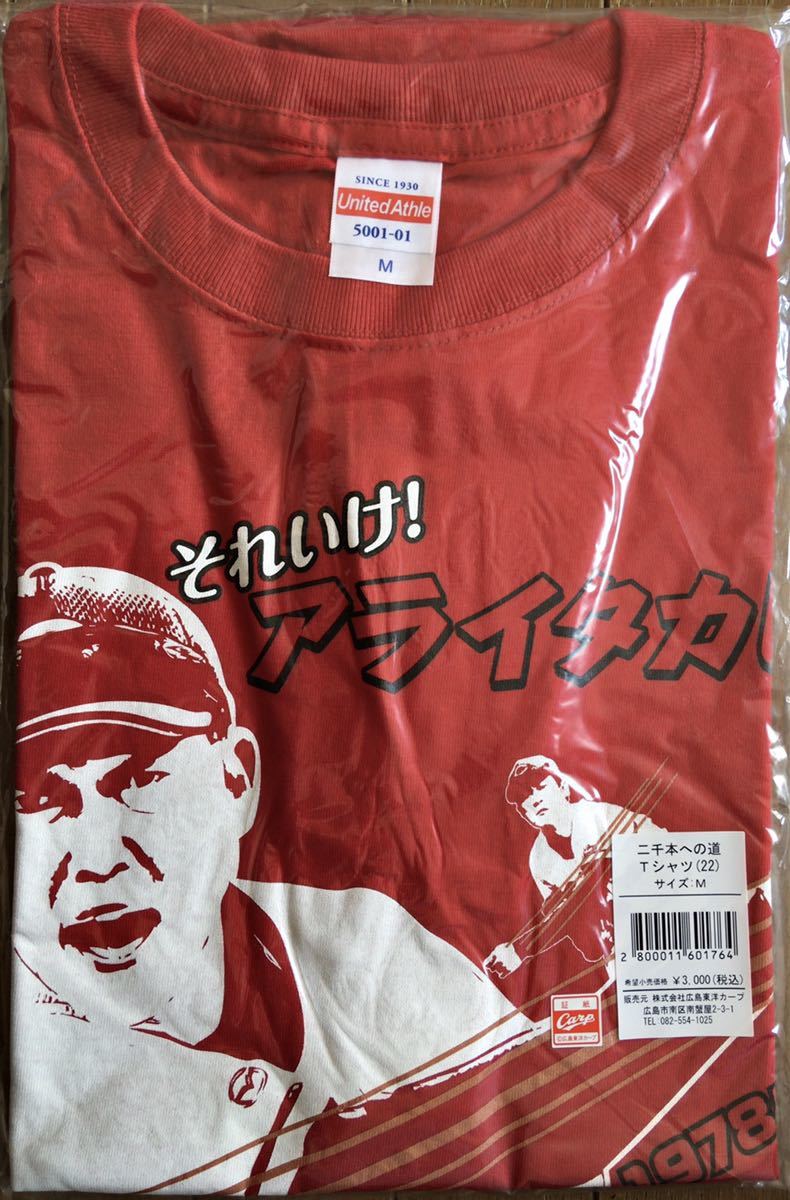 SINCE 1930
United Athle
5001-01
M
それいけ!
アライタカ
二千本への道
Tシャツ(22)
サイズ:M
2 800011 601764
希望小売価格 ¥3,000(税込)
販売元 株式会社広島東洋カープ
広島市南区南蟹屋2-3-1
TEL:082-554-1025
証紙
Carp
©広島東洋カープ
1978